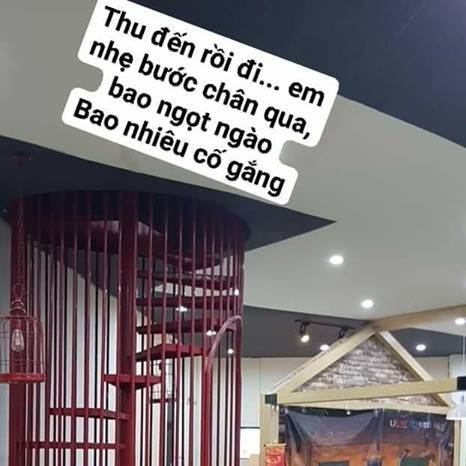 Thu đến rồi đi... em
nhẹ bước chân qua,
bao ngọt ngào
Bao nhiêu cố gắng